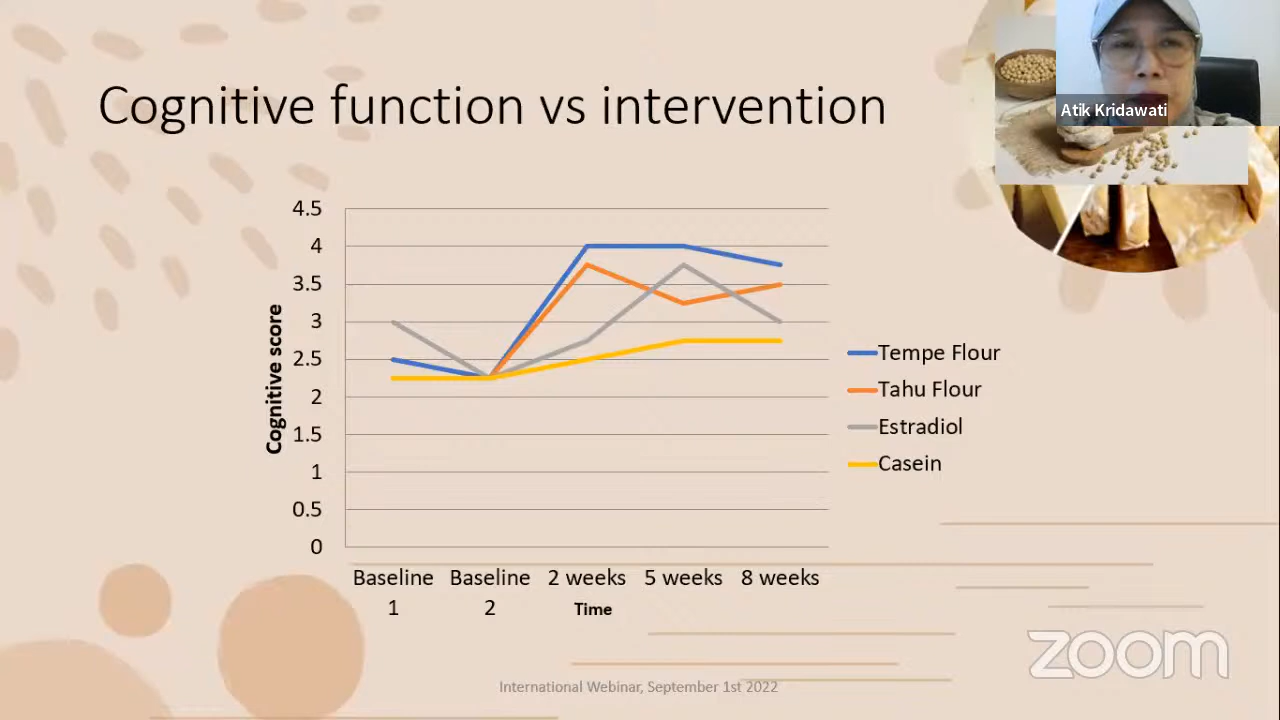 Cognitive function vs intervention
Atik Kridawati
4.5
4
3.5
3
2.5
2
1.5
1
0.5
0
Cognitive score
Baseline 1
Baseline 2
2 weeks
5 weeks
8 weeks
Time
Tempe Flour
Tahu Flour
Estradiol
Casein
International Webinar, September 1st 2022
zoom